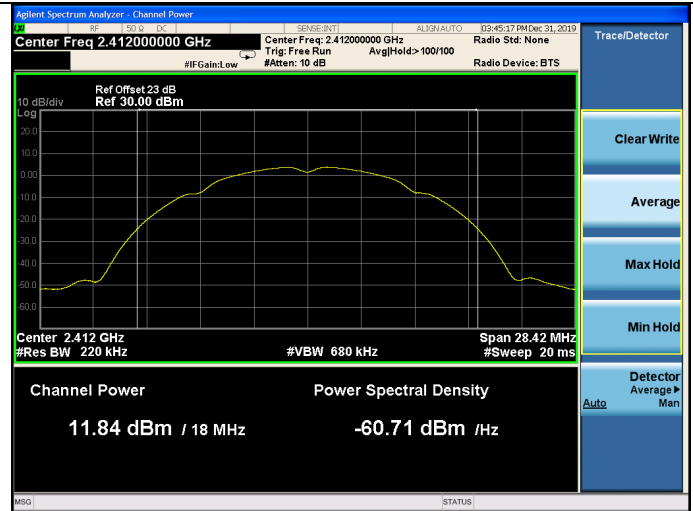 Agilent Spectrum Analyzer - Channel Power
LXI RF 50 Ω DC SENSE:INT ALIGN AUTO 03:45:17 PM Dec 31, 2019
Center Freq 2.412000000 GHz
Center Freq: 2.412000000 GHz
Radio Std: None
Trig: Free Run Avg|Hold:> 100/100
#IFGain:Low
#Atten: 10 dB
Radio Device: BTS
Trace/Detector
Ref Offset 23 dB
10 dB/div Ref 30.00 dBm
Log
20.0
10.0
0.00
-10.0
-20.0
-30.0
-40.0
-50.0
-60.0
Center 2.412 GHz
Span 28.42 MHz
#Res BW 220 kHz
#VBW 680 kHz
#Sweep 20 ms
Channel Power
Power Spectral Density
11.84 dBm / 18 MHz
-60.71 dBm /Hz
Clear Write
Average
Max Hold
Min Hold
Detector
Average▶
Auto Man
MSG
STATUS